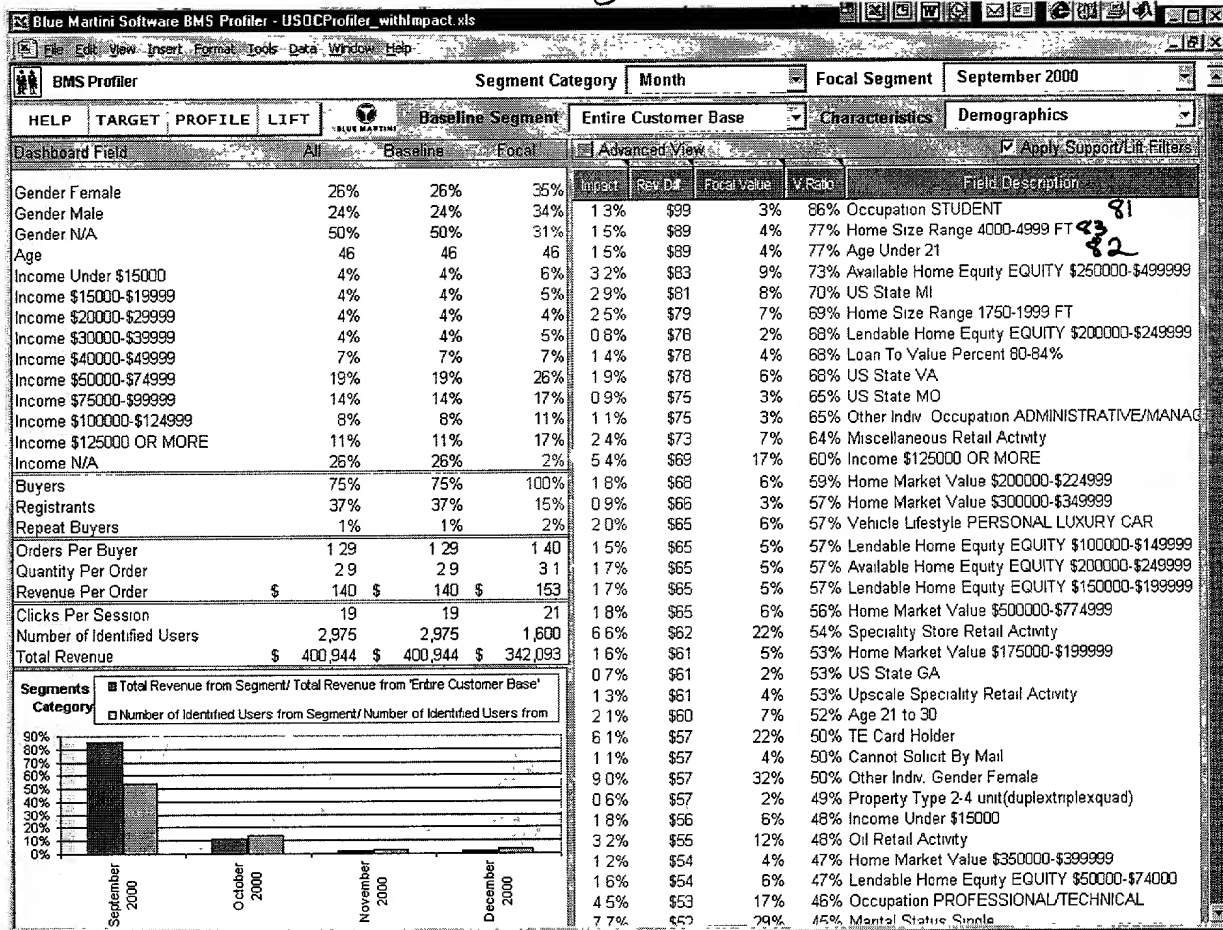 Blue Martini Software BMS Profiler - USOCProfiler_withImpact.xls
File Edit View Insert Format Tools Data Window Help
BMS Profiler Segment Category Month Focal Segment September 2000
HELP TARGET PROFILE LIFT BLUE MARTINI Baseline Segment Entire Customer Base Characteristics Demographics
Dashboard Field All Baseline Focal Advanced View Apply Support/Lift Filters
Impact Rev Diff Focal Value V.Ratio Field Description
Gender Female 26% 26% 35%
Gender Male 24% 24% 34%
Gender N/A 50% 50% 31%
Age 46 46 46
Income Under $15000 4% 4% 6%
Income $15000-$19999 4% 4% 5%
Income $20000-$29999 4% 4% 4%
Income $30000-$39999 4% 4% 5%
Income $40000-$49999 7% 7% 7%
Income $50000-$74999 19% 19% 26%
Income $75000-$99999 14% 14% 17%
Income $100000-$124999 8% 8% 11%
Income $125000 OR MORE 11% 11% 17%
Income N/A 26% 26% 2%
Buyers 75% 75% 100%
Registrants 37% 37% 15%
Repeat Buyers 1% 1% 2%
Orders Per Buyer 1 29 1 29 1 40
Quantity Per Order 2 9 2 9 3 1
Revenue Per Order $ 140 $ 140 $ 153
Clicks Per Session 19 19 21
Number of Identified Users 2,975 2,975 1,600
Total Revenue $ 400,944 $ 400,944 $ 342,093
Segments Category
Total Revenue from Segment/ Total Revenue from 'Entire Customer Base'
Number of Identified Users from Segment/ Number of Identified Users from
90%
80%
70%
60%
50%
40%
30%
20%
10%
0%
September 2000
October 2000
November 2000
December 2000
1 3% $99 3% 86% Occupation STUDENT 81
1 5% $89 4% 77% Home Size Range 4000-4999 FT 83
1 5% $89 4% 77% Age Under 21 82
3 2% $83 9% 73% Available Home Equity EQUITY $250000-$499999
2 9% $81 8% 70% US State MI
2 5% $79 7% 69% Home Size Range 1750-1999 FT
0 8% $78 2% 68% Lendable Home Equity EQUITY $200000-$249999
1 4% $78 4% 68% Loan To Value Percent 80-84%
1 9% $78 6% 68% US State VA
0 9% $75 3% 65% US State MO
1 1% $75 3% 65% Other Indiv Occupation ADMINISTRATIVE/MANAG
2 4% $73 7% 64% Miscellaneous Retail Activity
5 4% $69 17% 60% Income $125000 OR MORE
1 8% $68 6% 59% Home Market Value $200000-$224999
0 9% $66 3% 57% Home Market Value $300000-$349999
2 0% $65 6% 57% Vehicle Lifestyle PERSONAL LUXURY CAR
1 5% $65 5% 57% Lendable Home Equity EQUITY $100000-$149999
1 7% $65 5% 57% Available Home Equity EQUITY $200000-$249999
1 7% $65 5% 57% Lendable Home Equity EQUITY $150000-$199999
1 8% $65 6% 56% Home Market Value $500000-$774999
6 6% $62 22% 54% Speciality Store Retail Activity
1 6% $61 5% 53% Home Market Value $175000-$199999
0 7% $61 2% 53% US State GA
1 3% $61 4% 53% Upscale Speciality Retail Activity
2 1% $60 7% 52% Age 21 to 30
6 1% $57 22% 50% TE Card Holder
1 1% $57 4% 50% Cannot Solicit By Mail
9 0% $57 32% 50% Other Indiv. Gender Female
0 6% $57 2% 49% Property Type 2-4 unit(duplextriplexquad)
1 8% $56 6% 48% Income Under $15000
3 2% $55 12% 48% Oil Retail Activity
1 2% $54 4% 47% Home Market Value $350000-$399999
1 6% $54 6% 47% Lendable Home Equity EQUITY $50000-$74000
4 5% $53 17% 46% Occupation PROFESSIONAL/TECHNICAL
7 7% $52 29% 45% Marital Status Single